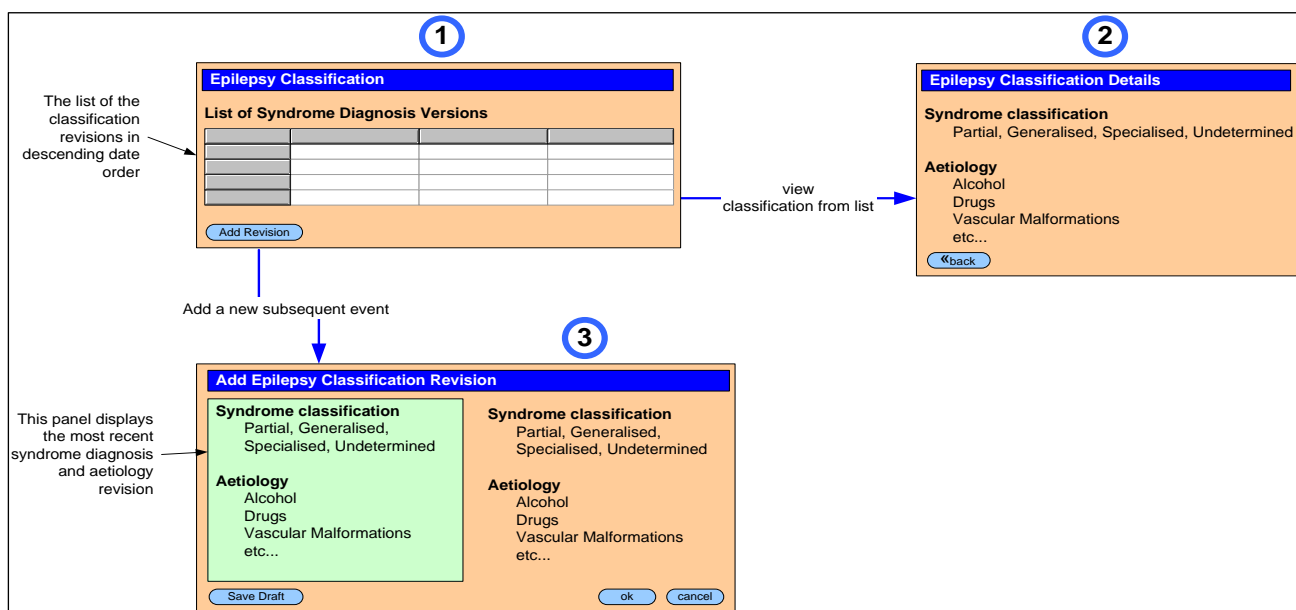 1
2
Epilepsy Classification
Epilepsy Classification Details
The list of the
classification
revisions in
descending date
order
List of Syndrome Diagnosis Versions
Add Revision
view
classification from list
Syndrome classification
Partial, Generalised, Specialised, Undetermined
Aetiology
Alcohol
Drugs
Vascular Malformations
etc...
«back
Add a new subsequent event
3
Add Epilepsy Classification Revision
This panel displays
the most recent
syndrome diagnosis
and aetiology
revision
Syndrome classification
Partial, Generalised,
Specialised, Undetermined
Aetiology
Alcohol
Drugs
Vascular Malformations
etc...
Syndrome classification
Partial, Generalised,
Specialised, Undetermined
Aetiology
Alcohol
Drugs
Vascular Malformations
etc...
Save Draft
ok
cancel